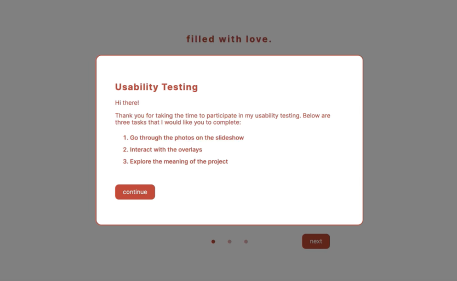 filled with love.
Usability Testing
Hi there!
Thank you for taking the time to participate in my usability testing. Below are
three tasks that I would like you to complete:
1. Go through the photos on the slideshow
2. Interact with the overlays
3. Explore the meaning of the project
continue
next